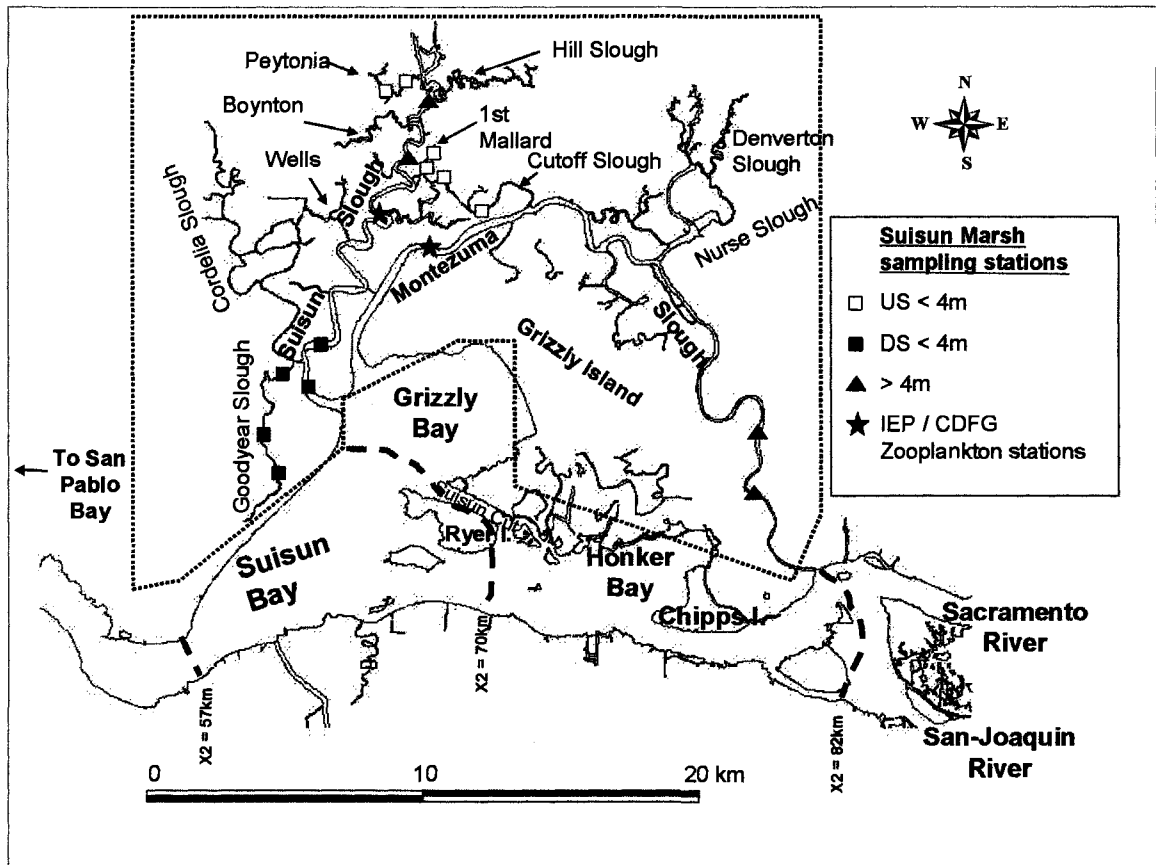 Peytonia
Hill Slough
Boynton
1st
Mallard
Wells
Cutoff Slough
Denverton
Slough
Cordelia Slough
Suisun
Slough
Montezuma
Slough
Nurse Slough
Grizzly Island
Goodyear Slough
Grizzly
Bay
To San
Pablo
Bay
Suisun
Bay
Ryer I.
Honker
Bay
Chipps I.
Sacramento
River
San-Joaquin
River
X2 = 57km
X2 = 70km
X2 = 82km
0 10 20 km
N
W E
S
Suisun Marsh
sampling stations
US < 4m
DS < 4m
> 4m
IEP / CDFG
Zooplankton stations